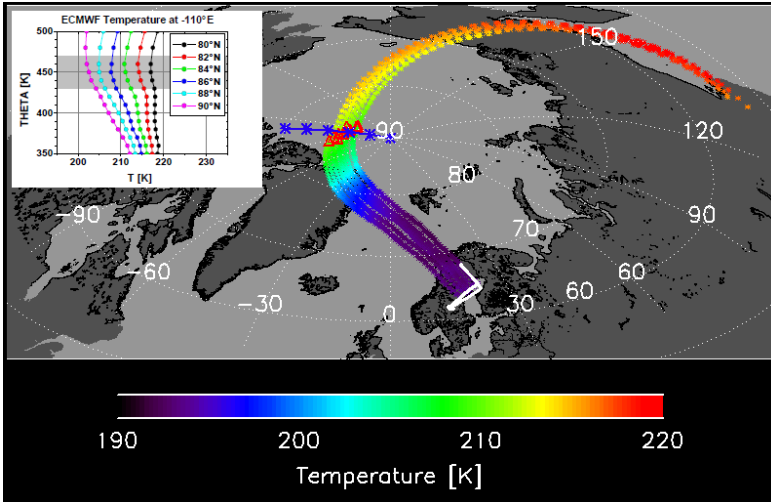 ECMWF Temperature at -110°E
500
450
400
350
THETA [K]
200
210
220
230
T [K]
80°N
82°N
84°N
86°N
88°N
90°N
150
120
90
60
90
80
70
60
30
0
-30
-60
-90
190
200
210
220
Temperature [K]